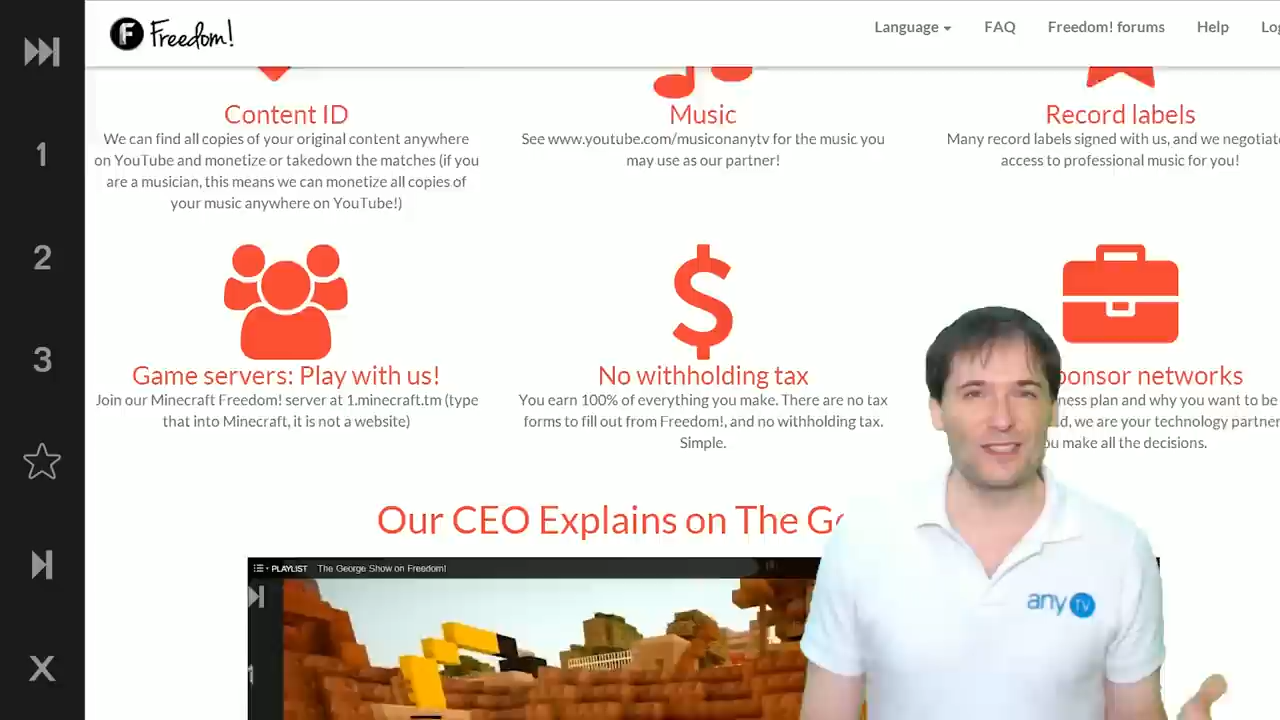 Freedom!
Language
FAQ
Freedom! forums
Help
Content ID
We can find all copies of your original content anywhere
on YouTube and monetize or takedown the matches (if you
are a musician, this means we can monetize all copies of
your music anywhere on YouTube!)
Music
See www.youtube.com/musiconanytv for the music you
may use as our partner!
Record labels
Many record labels signed with us, and we negotiate
access to professional music for you!
1
2
3
X
Game servers: Play with us!
Join our Minecraft Freedom! server at 1.minecraft.tm (type
that into Minecraft, it is not a website)
No withholding tax
You earn 100% of everything you make. There are no tax
forms to fill out from Freedom!, and no withholding tax.
Simple.
networks
plan and why you want to be
we are your technology partner
make all the decisions.
Our CEO Explains on The
PLAYLIST The George Show on Freedom!
any tv